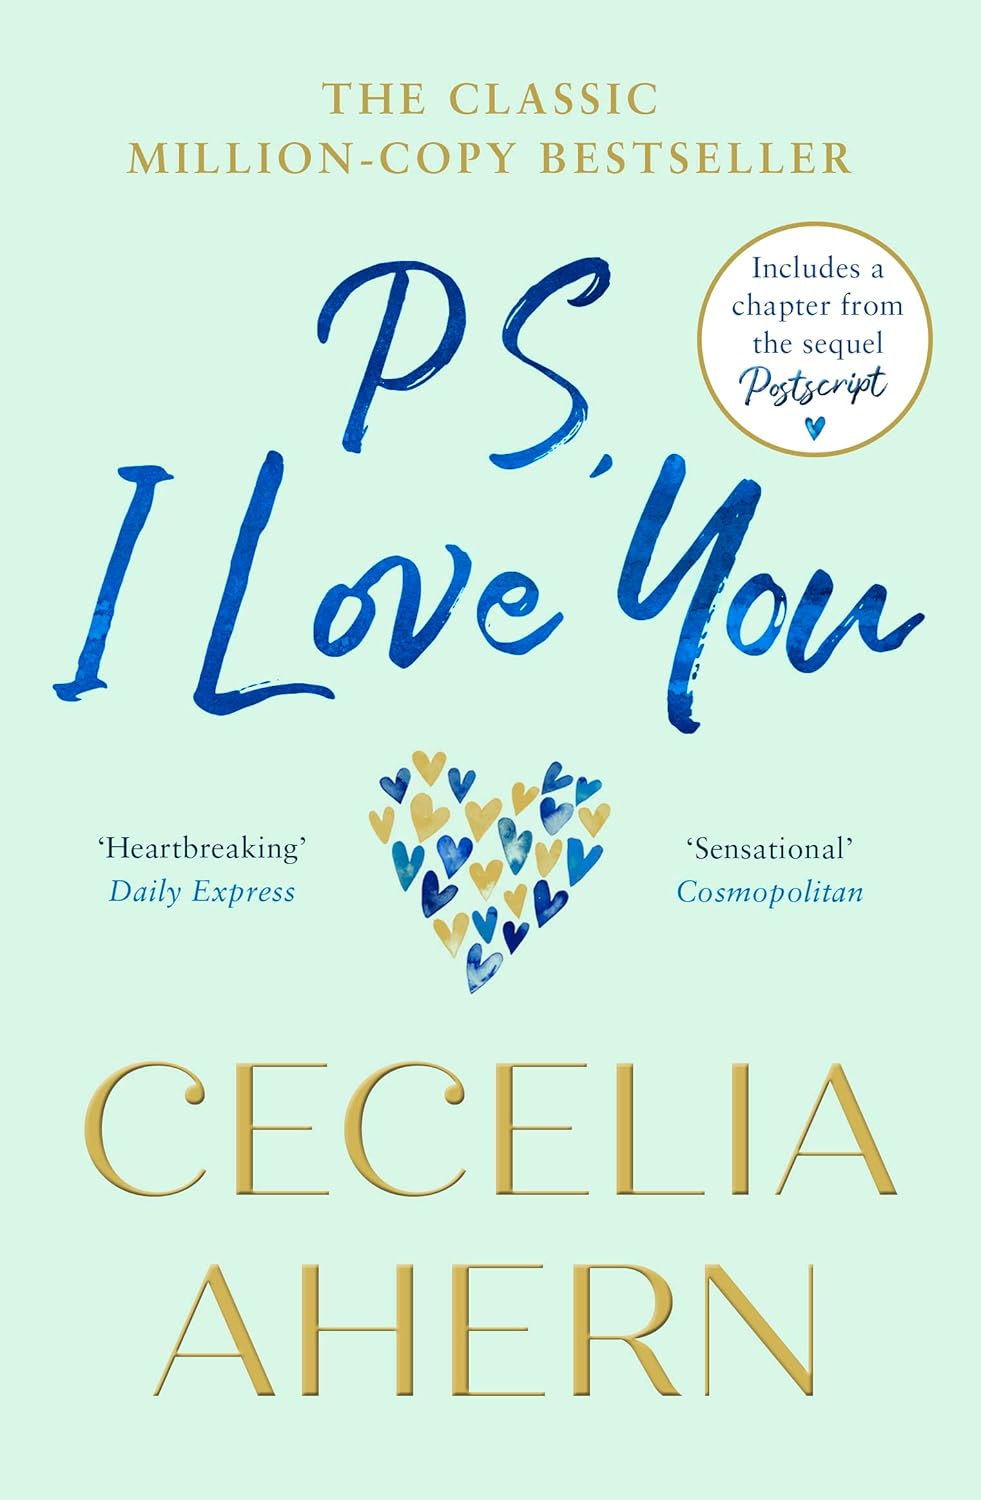 THE CLASSIC
MILLION-COPY BESTSELLER
PS,
I Love You
Includes a
chapter from
the sequel
Postscript
‘Heartbreaking’
Daily Express
‘Sensational’
Cosmopolitan
CECELIA
AHERN